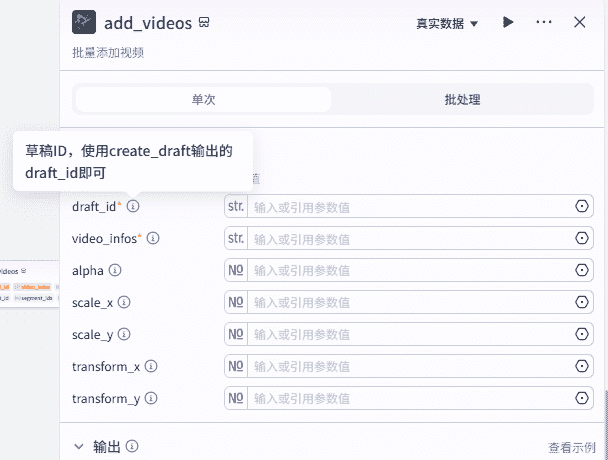 add_videos
真实数据
批量添加视频
单次
批处理
草稿ID，使用create_draft输出的
draft_id即可
值
draft_id*
str.
输入或引用参数值
video_infos*
str.
输入或引用参数值
alpha
NO
输入或引用参数值
scale_x
NO
输入或引用参数值
scale_y
NO
输入或引用参数值
transform_x
NO
输入或引用参数值
transform_y
NO
输入或引用参数值
输出
查看示例
videos
video_infos
segment_ids